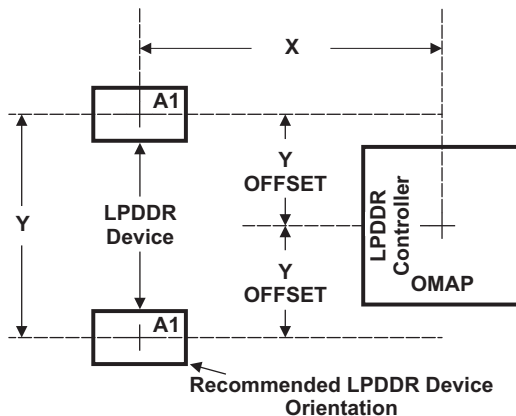 X
A1
Y
OFFSET
Y
LPDDR
Device
LPDDR
Controller
OMAP
Y
OFFSET
A1
Recommended LPDDR Device
Orientation